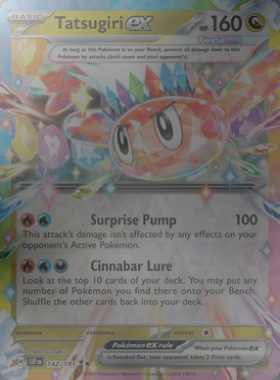 BASIC
Tatsugiri ex HP 160
Tera
As long as this Pokémon is on your Bench, prevent all damage done to this
Pokémon by attacks (both yours and your opponent's).
Surprise Pump 100
This attack's damage isn't affected by any effects on your
opponent's Active Pokémon.
Cinnabar Lure
Look at the top 10 cards of your deck. You may put any
number of Pokémon you find there onto your Bench.
Shuffle the other cards back into your deck.
weakness resistance retreat
Pokémon ex rule
When your Pokémon ex
is Knocked Out, your opponent takes 2 Prize cards.
142/191